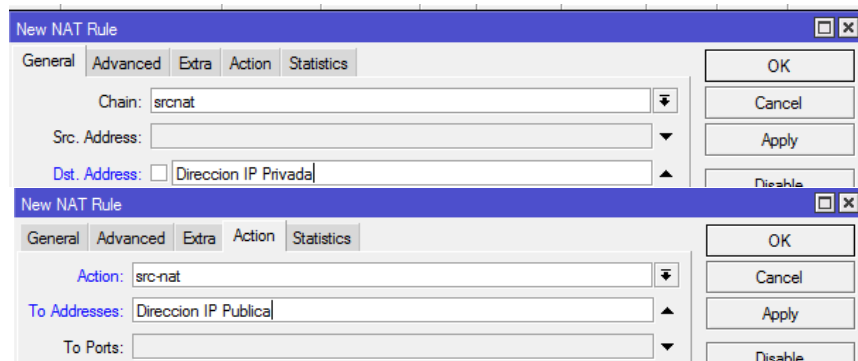 New NAT Rule
General Advanced Extra Action Statistics
OK
Chain: srcnat
Cancel
Src. Address:
Apply
Dst. Address: Direccion IP Privada
Disable
New NAT Rule
General Advanced Extra Action Statistics
OK
Action: src-nat
Cancel
To Addresses: Direccion IP Publica
Apply
To Ports:
Disable